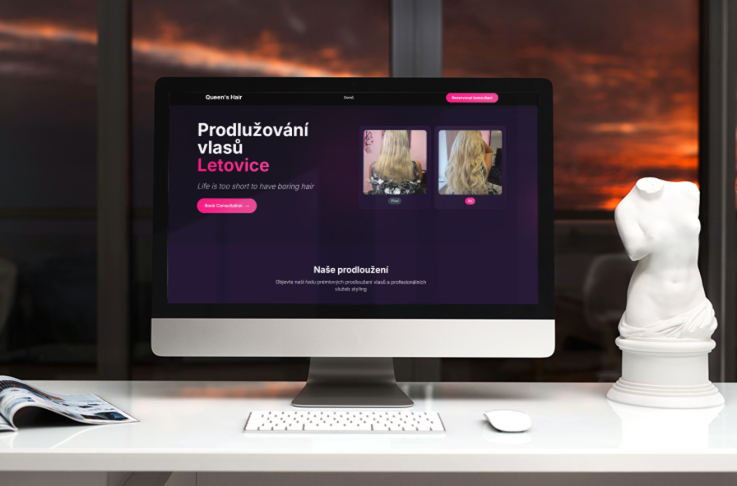 Queen's Hair
Domů
Rezervovat konzultaci
Prodlužování
vlasů
Letovice
Life is too short to have boring hair
Book Consultation →
Před
Po
Naše prodloužení
Objevte naši řadu prémiových prodloužení vlasů a profesionálních
služeb styling.